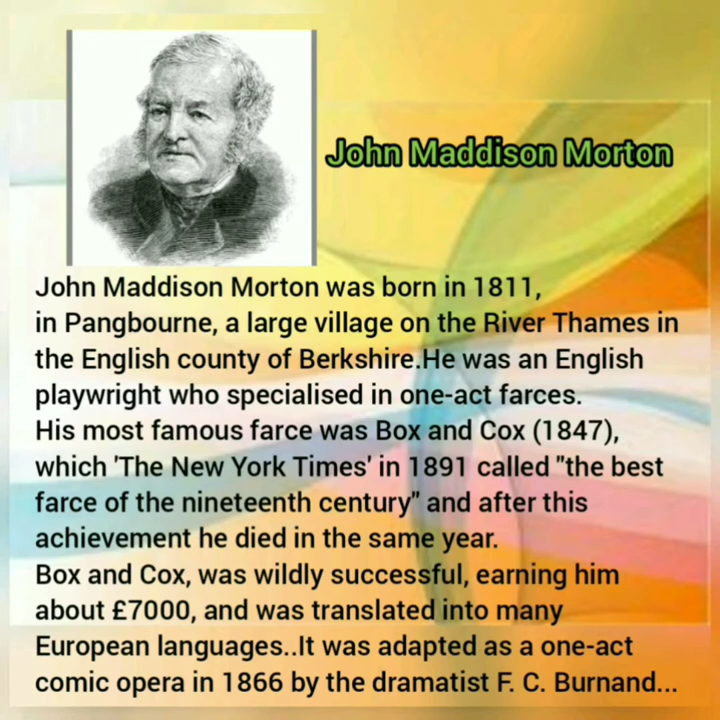 John Maddison Morton
John Maddison Morton was born in 1811,
in Pangbourne, a large village on the River Thames in
the English county of Berkshire.He was an English
playwright who specialised in one-act farces.
His most famous farce was Box and Cox (1847),
which 'The New York Times' in 1891 called "the best
farce of the nineteenth century" and after this
achievement he died in the same year.
Box and Cox, was wildly successful, earning him
about £7000, and was translated into many
European languages..It was adapted as a one-act
comic opera in 1866 by the dramatist F. C. Burnand...